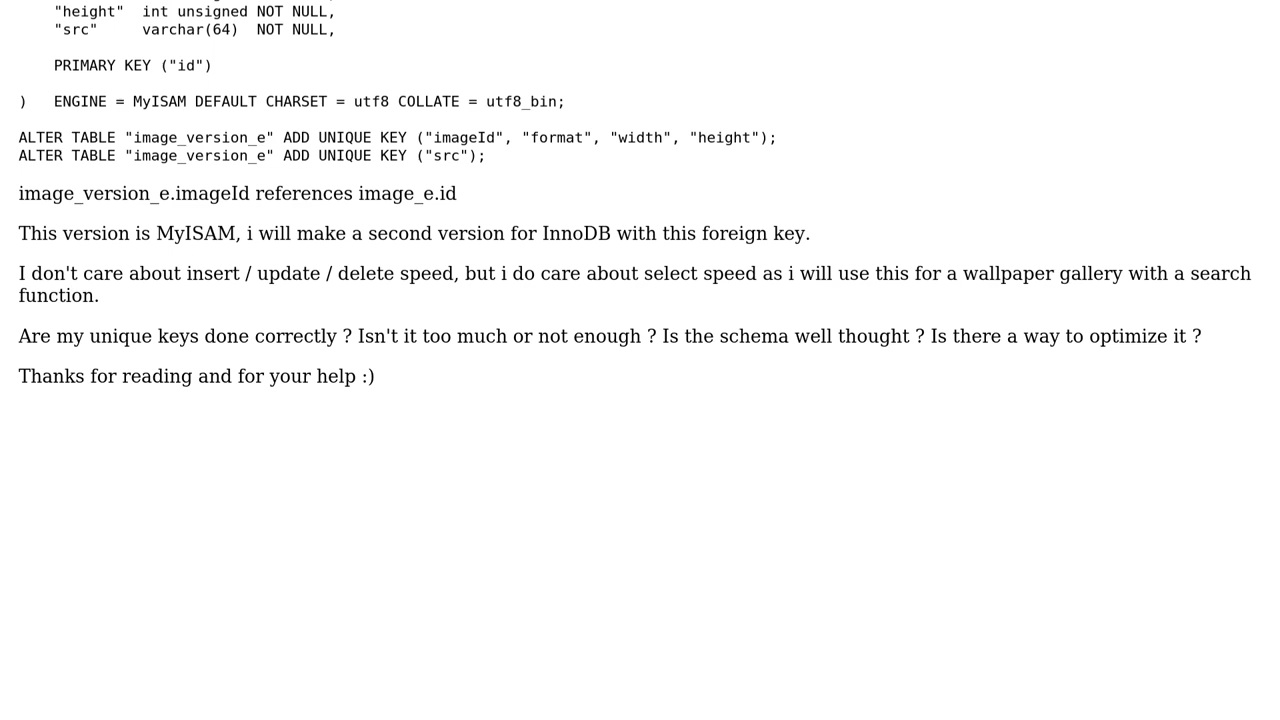 "height"  int unsigned NOT NULL,
"src"     varchar(64)  NOT NULL,
PRIMARY KEY ("id")
)   ENGINE = MyISAM DEFAULT CHARSET = utf8 COLLATE = utf8_bin;
ALTER TABLE "image_version_e" ADD UNIQUE KEY ("imageId", "format", "width", "height");
ALTER TABLE "image_version_e" ADD UNIQUE KEY ("src");
image_version_e.imageId references image_e.id
This version is MyISAM, i will make a second version for InnoDB with this foreign key.
I don't care about insert / update / delete speed, but i do care about select speed as i will use this for a wallpaper gallery with a search
function.
Are my unique keys done correctly ? Isn't it too much or not enough ? Is the schema well thought ? Is there a way to optimize it ?
Thanks for reading and for your help :)